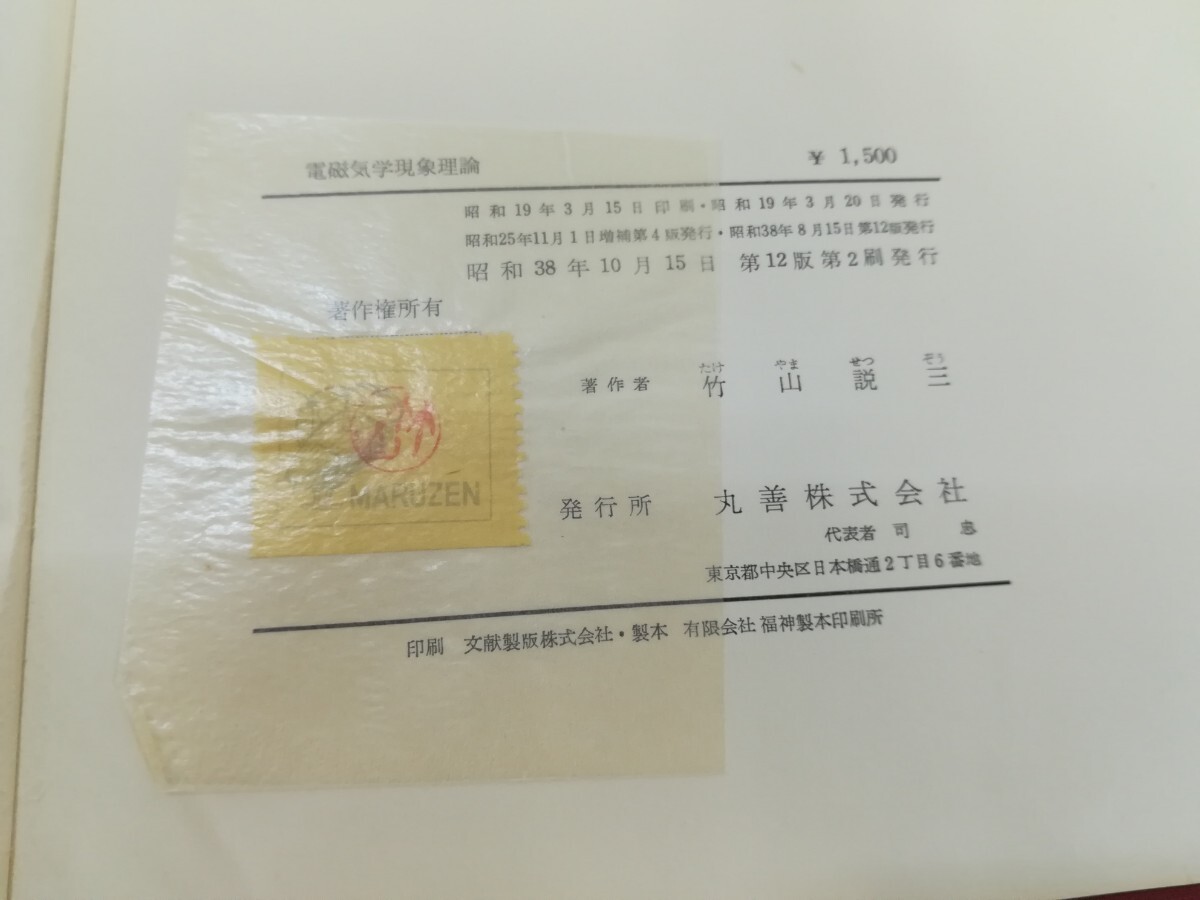 電磁気学現象理論 ¥ 1,500
昭和19年3月15日印刷・昭和19年3月20日発行
昭和25年11月1日増補第4版発行・昭和38年8月15日第12版発行
昭和38年10月15日 第12版第2刷発行
著作権所有
MARUZEN
たけ やま せつ ぞう
著作者 竹山説三
発行所 丸善株式会社
代表者 司 忠
東京都中央区日本橋通2丁目6番地
印刷 文献製版株式会社・製本 有限会社福神製本印刷所